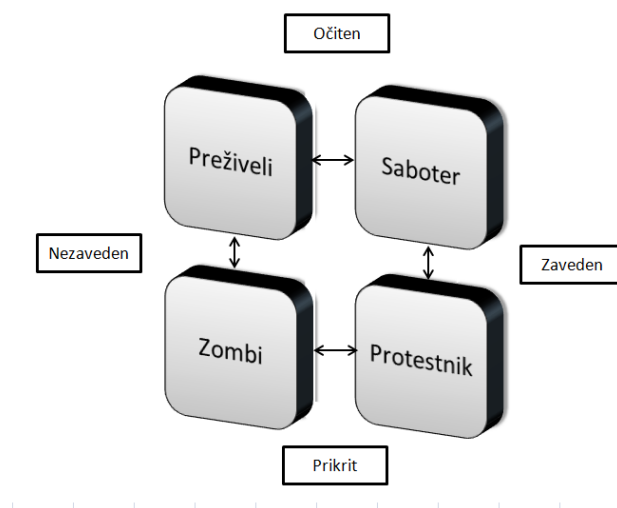 Očiten
Preživeli
Saboter
Nezaveden
Zaveden
Zombi
Protestnik
Prikrit